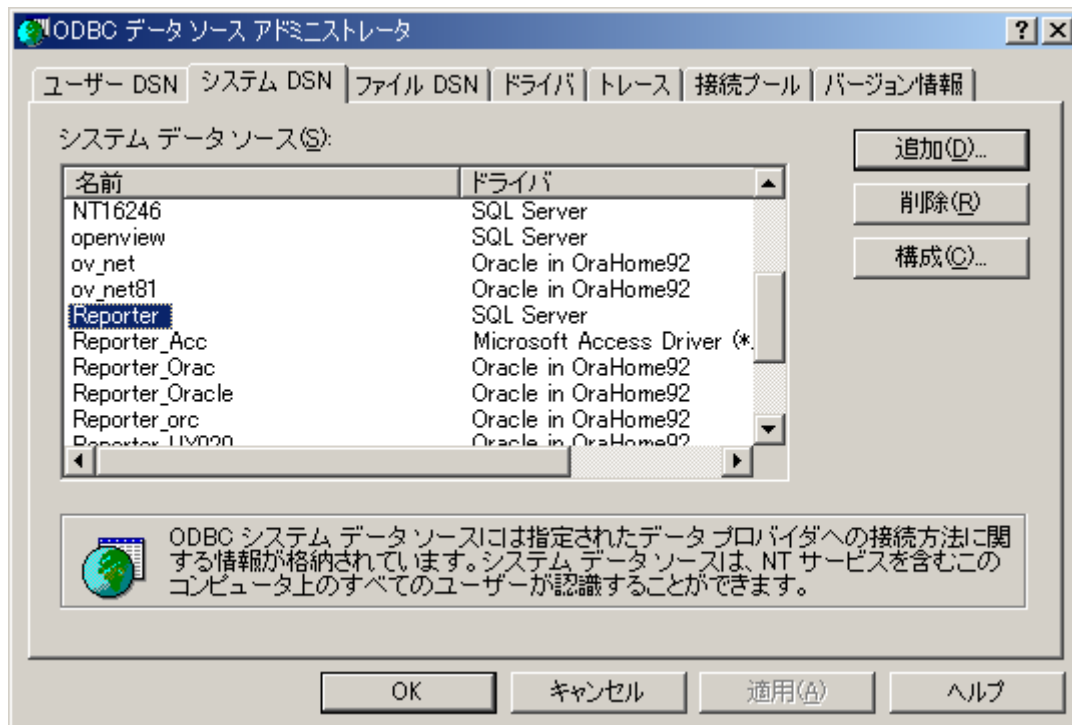 ODBC データ ソース アドミニストレータ
ユーザー DSN システム DSN ファイル DSN ドライバ トレース 接続プール バージョン情報
システム データ ソース(S):
追加(D)...
名前 ドライバ
NT16246 SQL Server
削除(R)
openview SQL Server
ov_net Oracle in OraHome92
構成(C)...
ov_net81 Oracle in OraHome92
Reporter SQL Server
Reporter_Acc Microsoft Access Driver (*.
Reporter_Orac Oracle in OraHome92
Reporter_Oracle Oracle in OraHome92
Reporter_orc Oracle in OraHome92
Reporter_UX020 Oracle in OraHome92
ODBC システム データ ソースには指定されたデータ プロバイダへの接続方法に関
する情報が格納されています。システム データ ソースは、NT サービスを含むこの
コンピュータ上のすべてのユーザーが認識することができます。
OK キャンセル 適用(A) ヘルプ